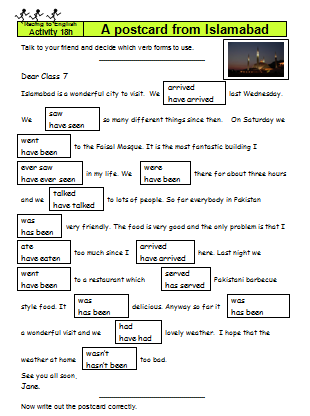 Racing to English
Activity 18h
A postcard from Islamabad
Talk to your friend and decide which verb forms to use.
Dear Class 7
Islamabad is a wonderful city to visit. We arrived / have arrived last Wednesday.
We saw / have seen so many different things since then. On Saturday we
went / have been to the Faisal Mosque. It is the most fantastic building I
ever saw / have ever seen in my life. We were / have been there for about three hours
and we talked / have talked to lots of people. So far everybody in Pakistan
was / has been very friendly. The food is very good and the only problem is that I
ate / have eaten too much since I arrived / have arrived here. Last night we
went / have been to a restaurant which served / has served Pakistani barbecue
style food. It was / has been delicious. Anyway so far it was / has been
a wonderful visit and we had / have had lovely weather. I hope that the
weather at home wasn't / hasn't been too bad.
See you all soon,
Jane.
Now write out the postcard correctly.